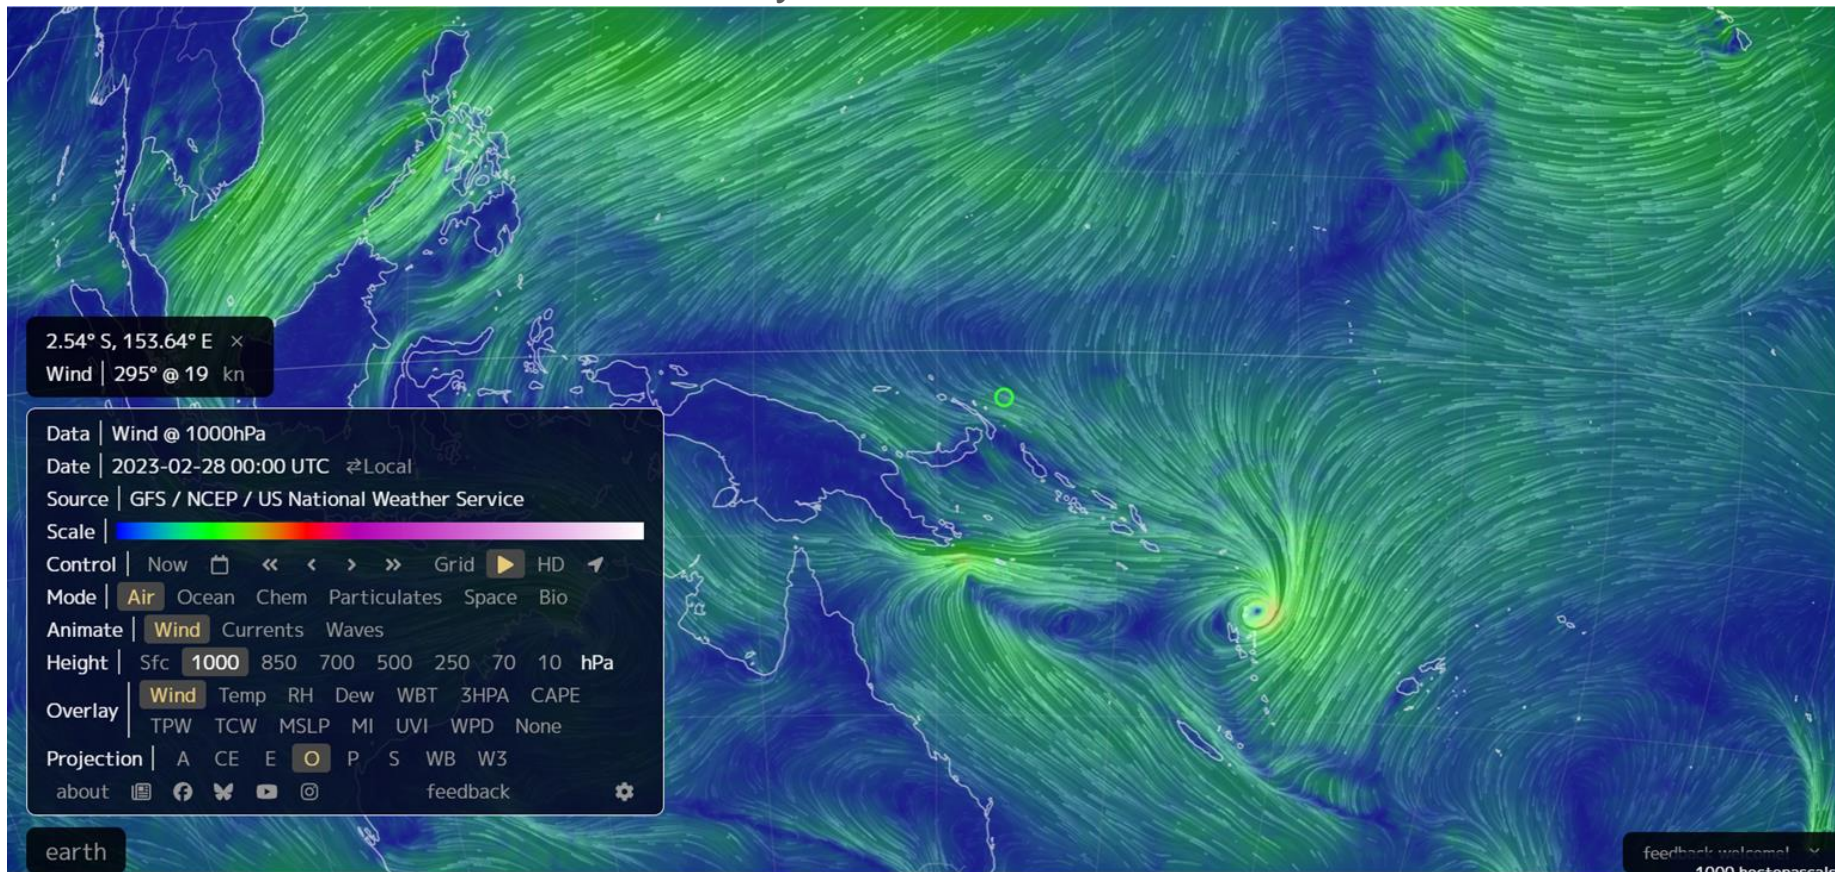 2.54° S, 153.64° E ×
Wind | 295° @ 19 kn
Data | Wind @ 1000hPa
Date | 2023-02-28 00:00 UTC ⇄Local
Source | GFS / NCEP / US National Weather Service
Scale |
Control | Now « ‹ › » Grid HD
Mode | Air Ocean Chem Particulates Space Bio
Animate | Wind Currents Waves
Height | Sfc 1000 850 700 500 250 70 10 hPa
Overlay | Wind Temp RH Dew WBT 3HPA CAPE
TPW TCW MSLP MI UVI WPD None
Projection | A CE E O P S WB W3
about feedback
earth
feedback welcome!